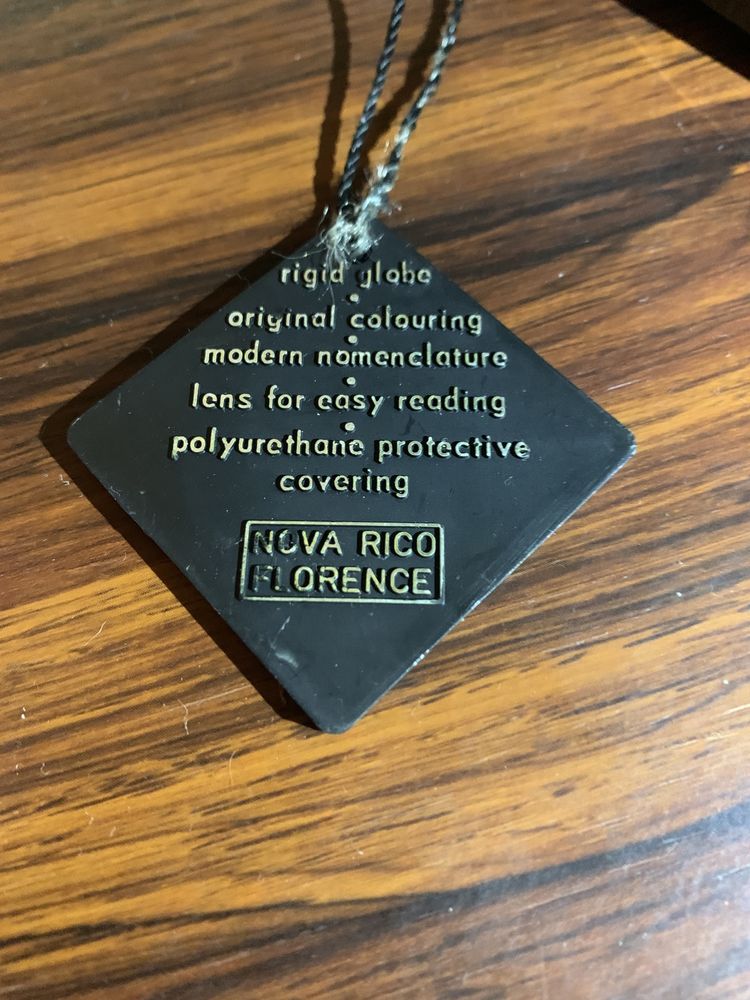 rigid globe
•
original colouring
•
modern nomenclature
•
lens for easy reading
•
polyurethane protective
covering
NOVA RICO
FLORENCE